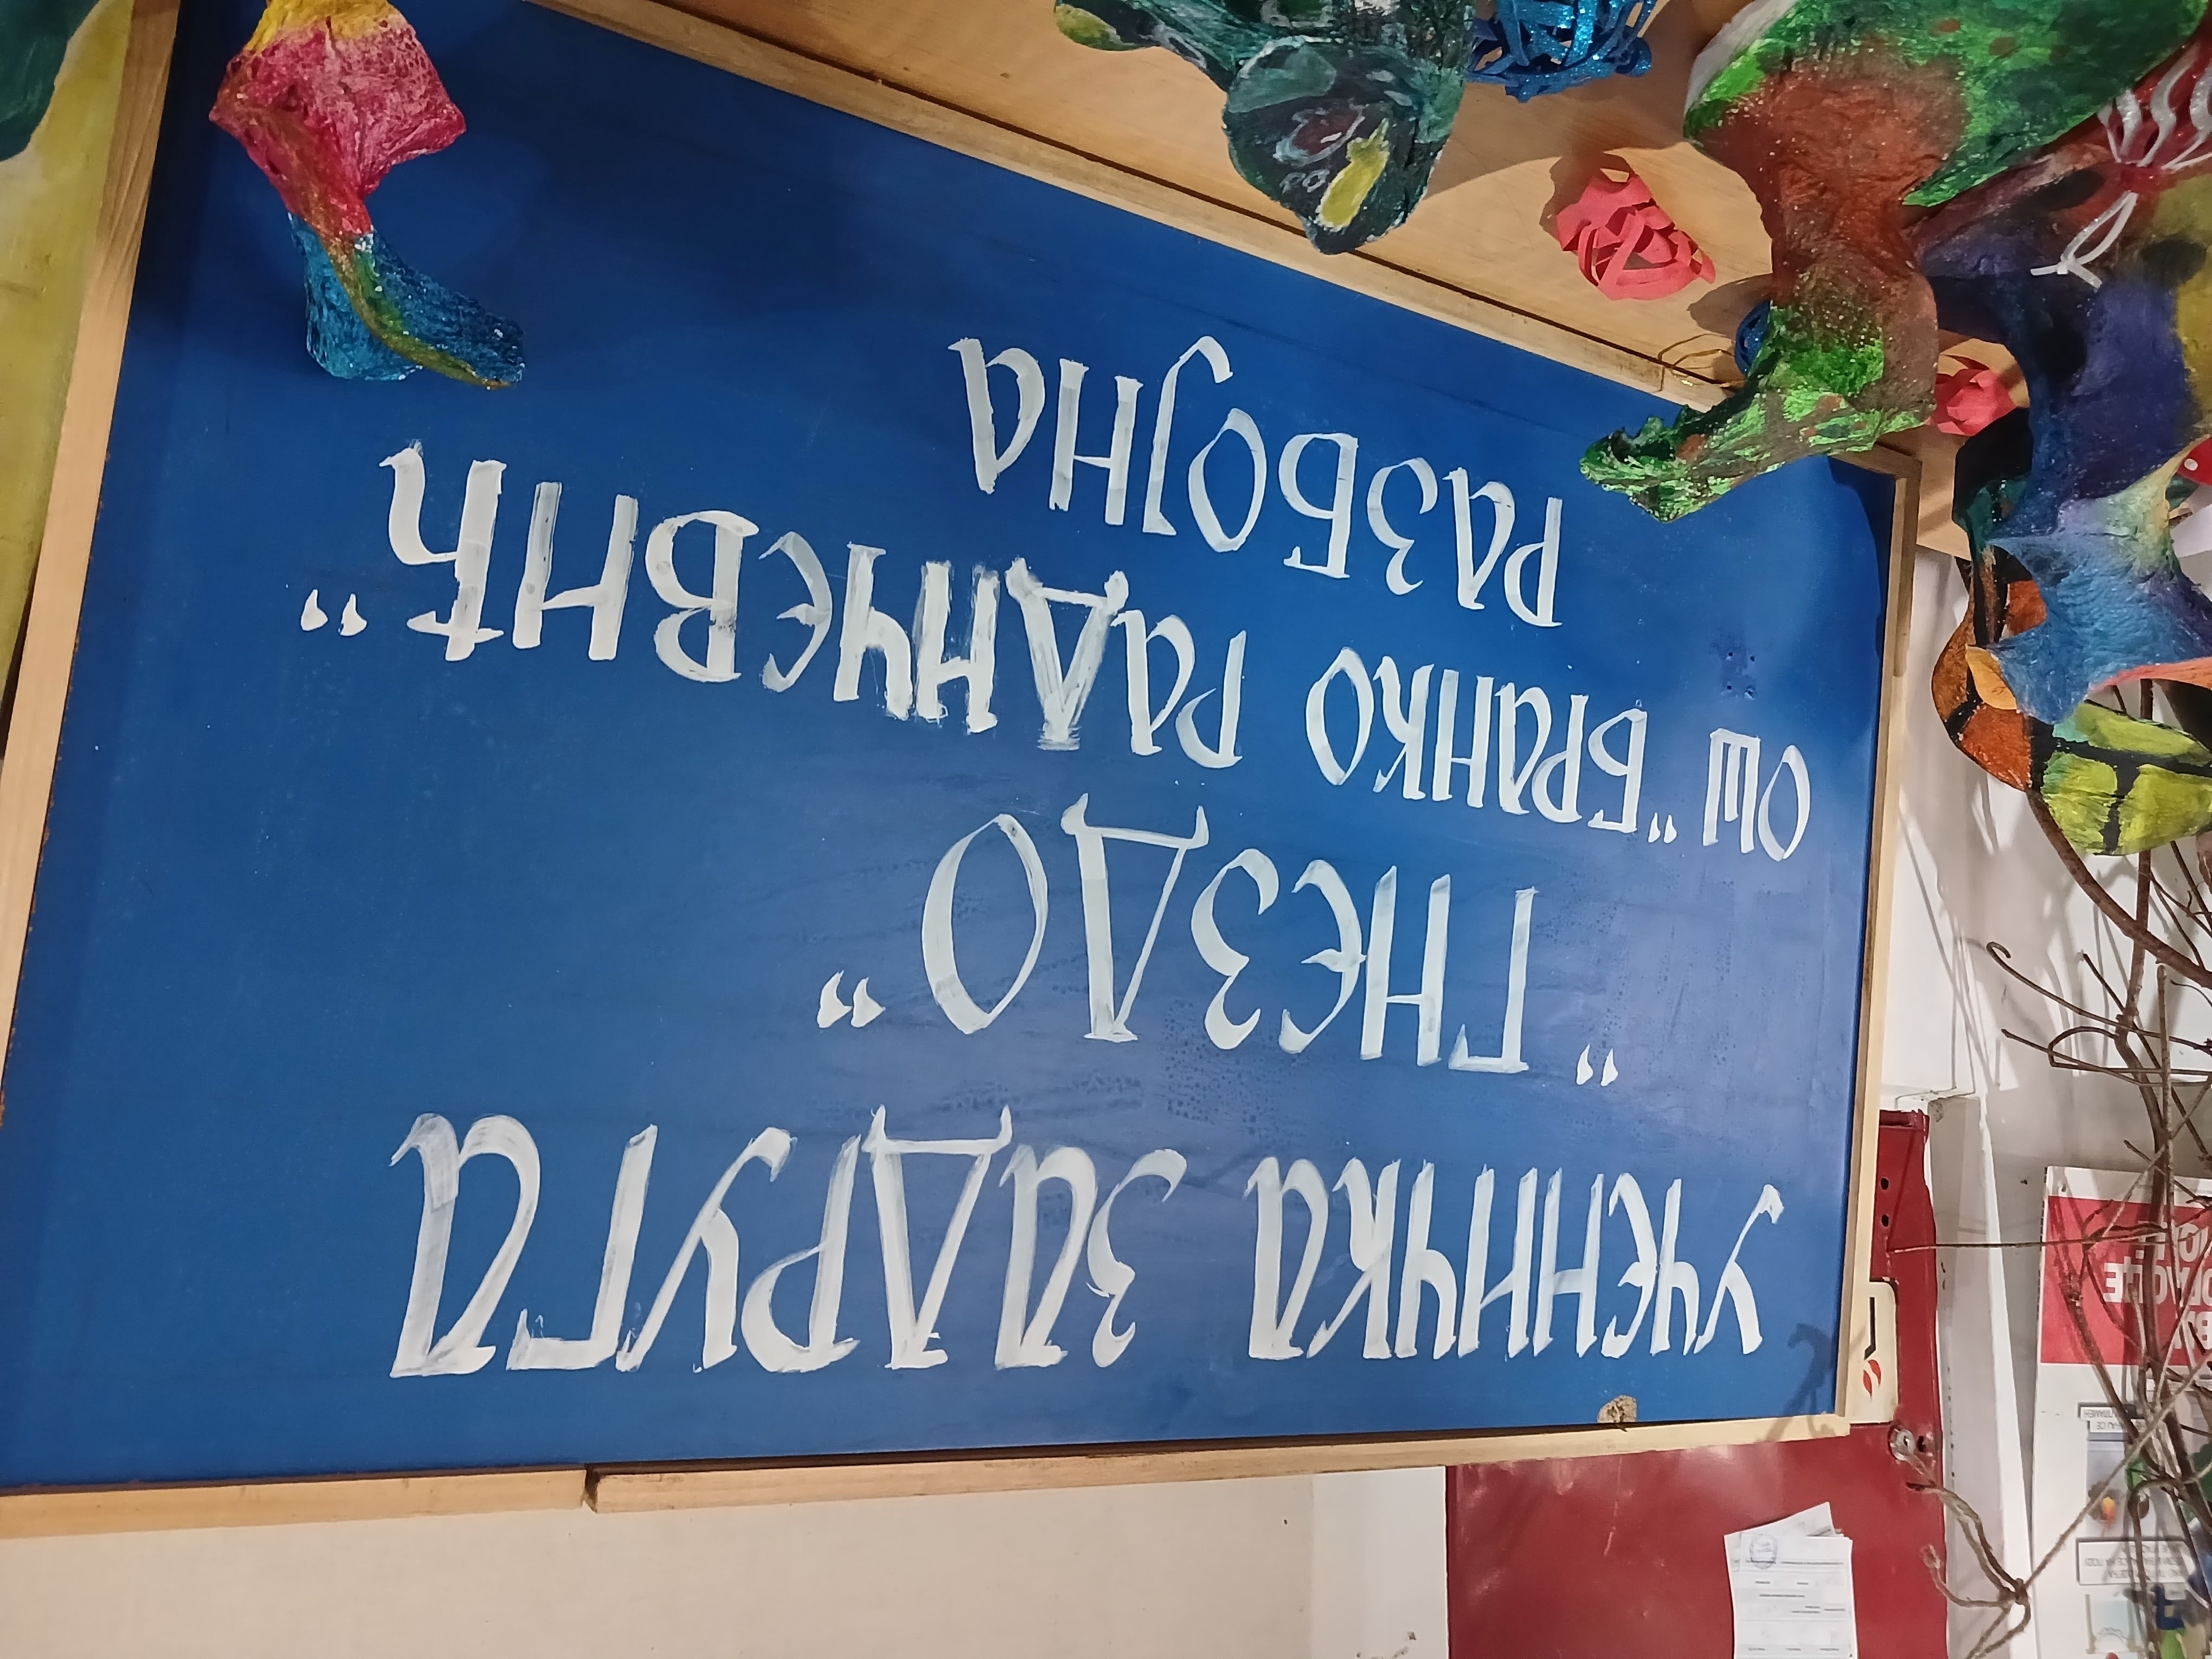 УЧЕНИЧКА ЗАДРУГА
"ГНЕЗДО"
ОШ "БРАНКО РАДИЧЕВИЋ"
РАЗБОЈНА